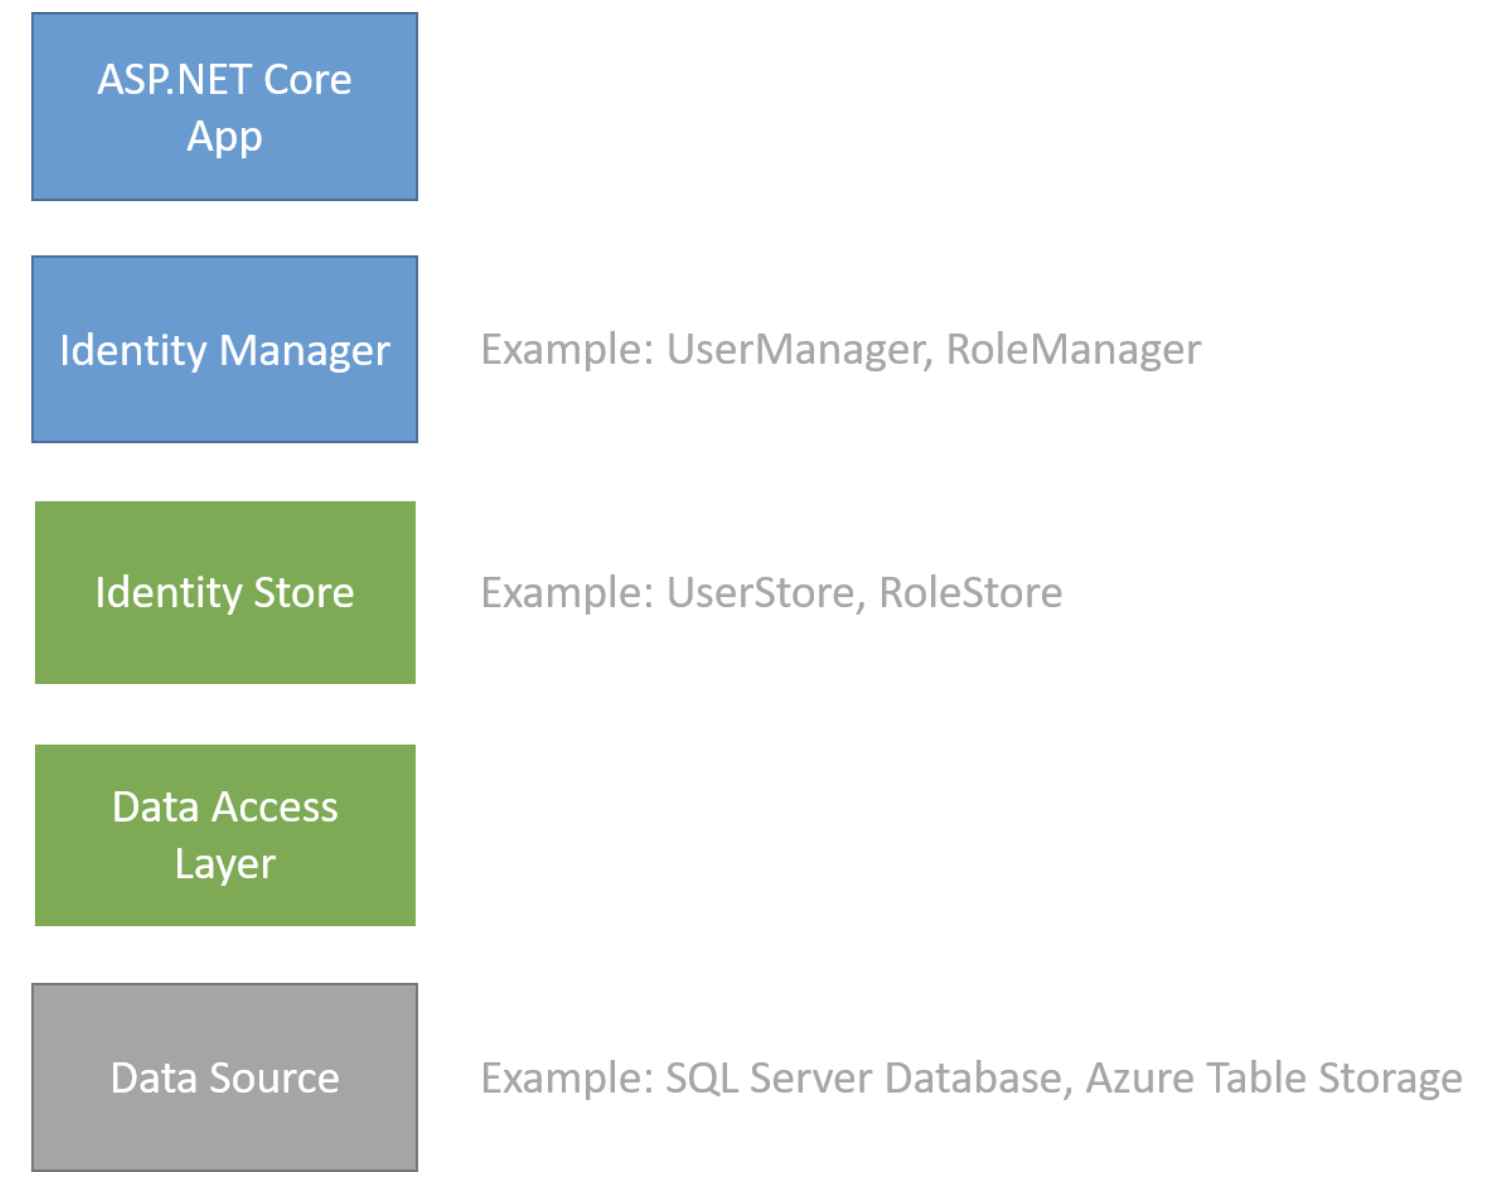 ASP.NET Core
App
Identity Manager
Example: UserManager, RoleManager
Identity Store
Example: UserStore, RoleStore
Data Access
Layer
Data Source
Example: SQL Server Database, Azure Table Storage